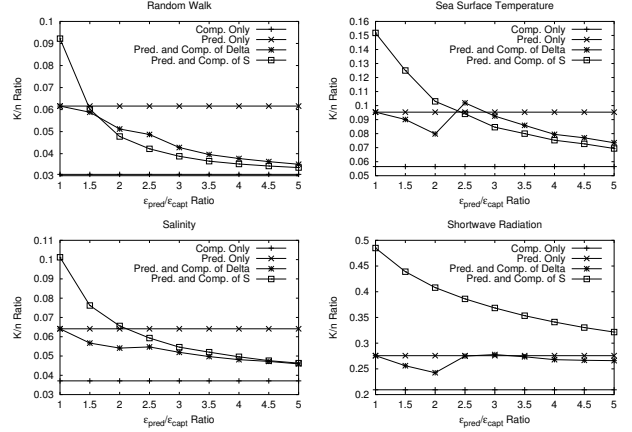 Random Walk
K/n Ratio
0.1
0.09
0.08
0.07
0.06
0.05
0.04
0.03
Comp. Only
Pred. Only
Pred. and Comp. of Delta
Pred. and Comp. of S
1 1.5 2 2.5 3 3.5 4 4.5 5
εpred/εcapt Ratio
Sea Surface Temperature
K/n Ratio
0.16
0.15
0.14
0.13
0.12
0.11
0.1
0.09
0.08
0.07
0.06
0.05
Comp. Only
Pred. Only
Pred. and Comp. of Delta
Pred. and Comp. of S
1 1.5 2 2.5 3 3.5 4 4.5 5
εpred/εcapt Ratio
Salinity
K/n Ratio
0.11
0.1
0.09
0.08
0.07
0.06
0.05
0.04
0.03
Comp. Only
Pred. Only
Pred. and Comp. of Delta
Pred. and Comp. of S
1 1.5 2 2.5 3 3.5 4 4.5 5
εpred/εcapt Ratio
Shortwave Radiation
K/n Ratio
0.5
0.45
0.4
0.35
0.3
0.25
0.2
Comp. Only
Pred. Only
Pred. and Comp. of Delta
Pred. and Comp. of S
1 1.5 2 2.5 3 3.5 4 4.5 5
εpred/εcapt Ratio